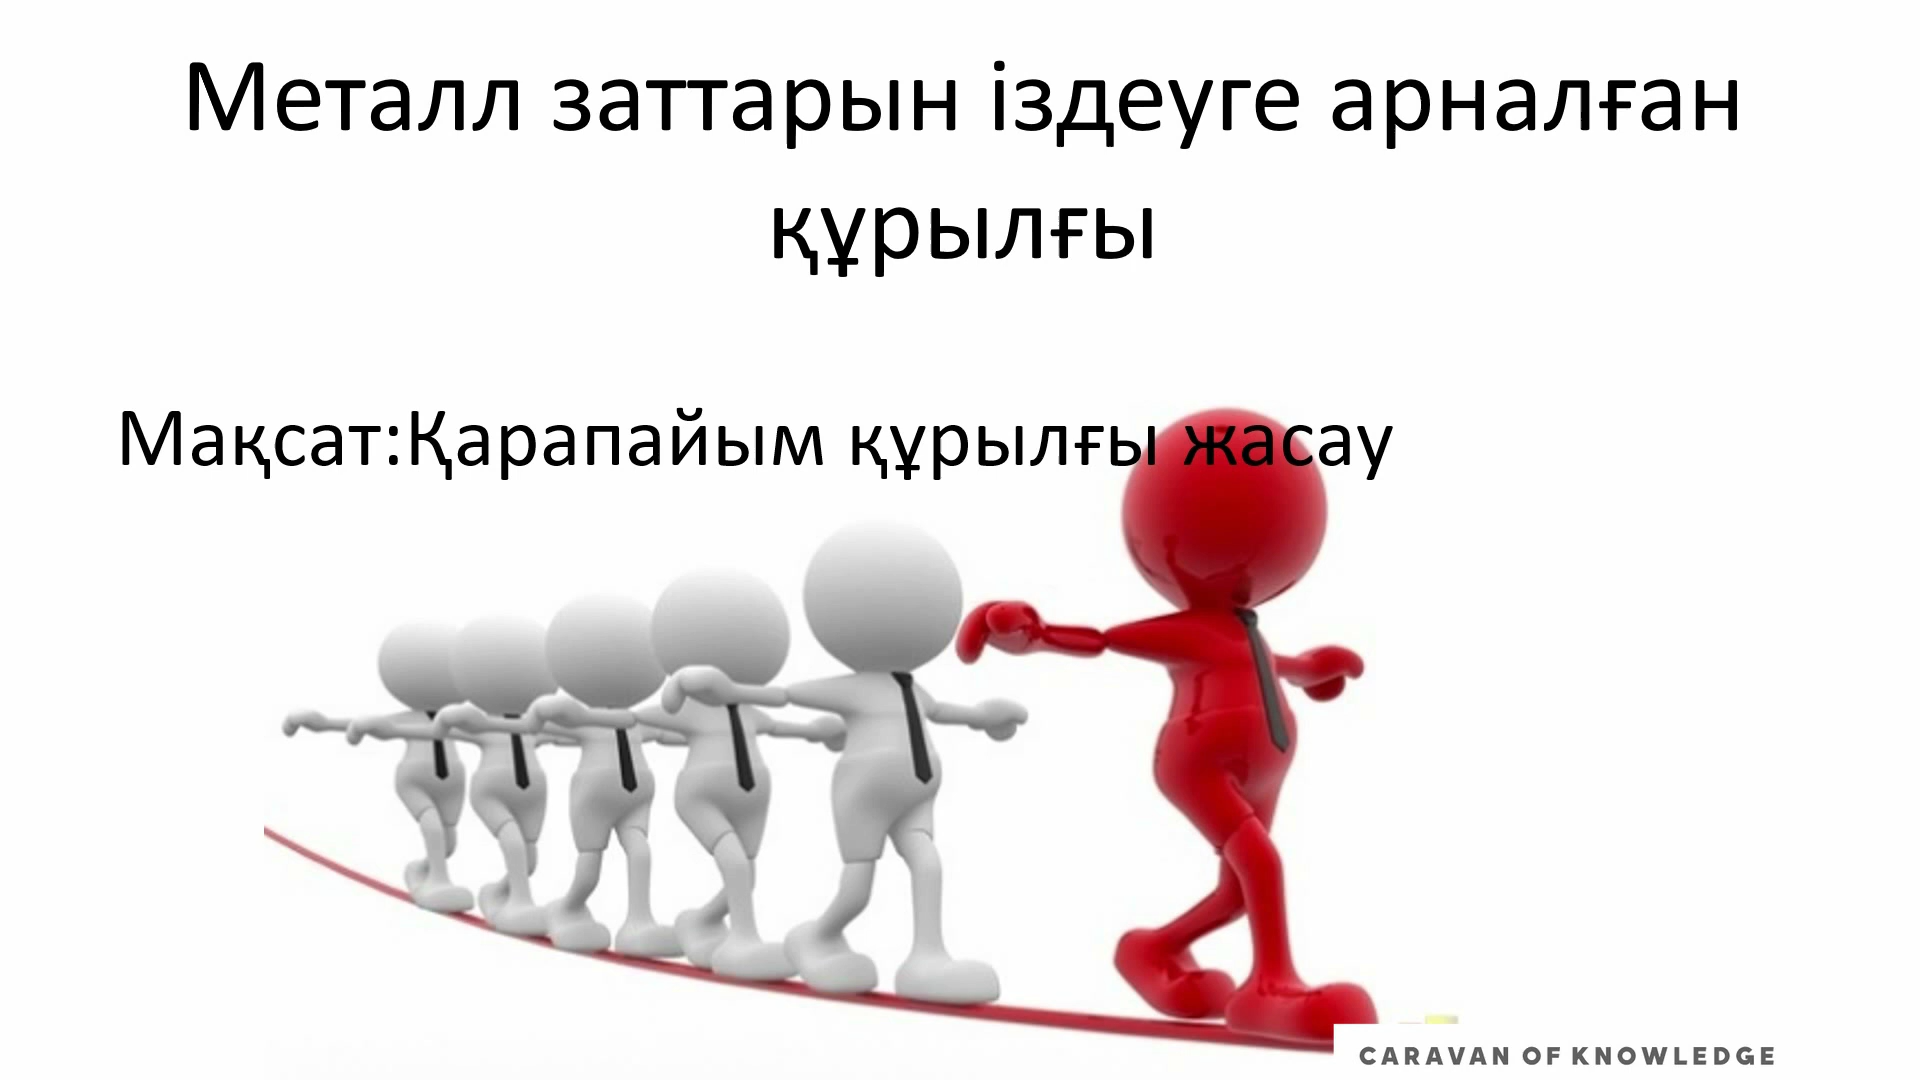 Металл заттарын іздеуге арналған
құрылғы
Мақсат:Қарапайым құрылғы жасау
CARAVAN OF KNOWLEDGE